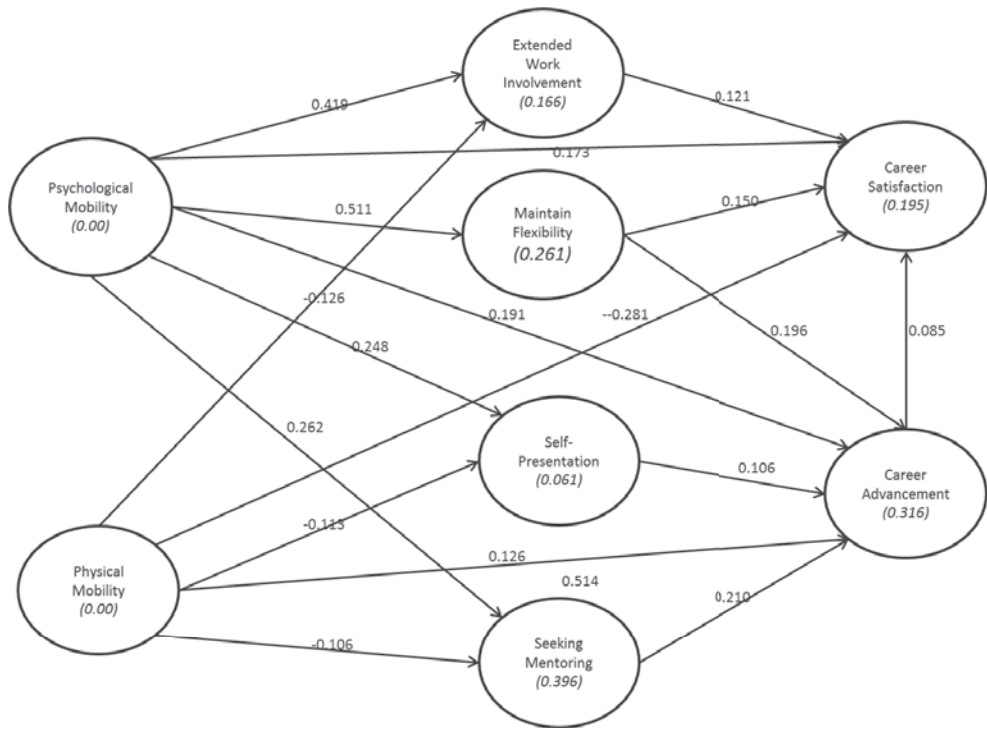 Extended
Work
Involvement
(0.166)
0.419
0.121
0.173
Psychological
Mobility
(0.00)
Career
Satisfaction
(0.195)
0.511
Maintain
Flexibility
(0.261)
0.150
-0.126
0.191
--0.281
0.248
0.196
0.085
0.262
Self-
Presentation
(0.061)
0.106
Career
Advancement
(0.316)
-0.113
0.126
Physical
Mobility
(0.00)
0.514
0.210
-0.106
Seeking
Mentoring
(0.396)